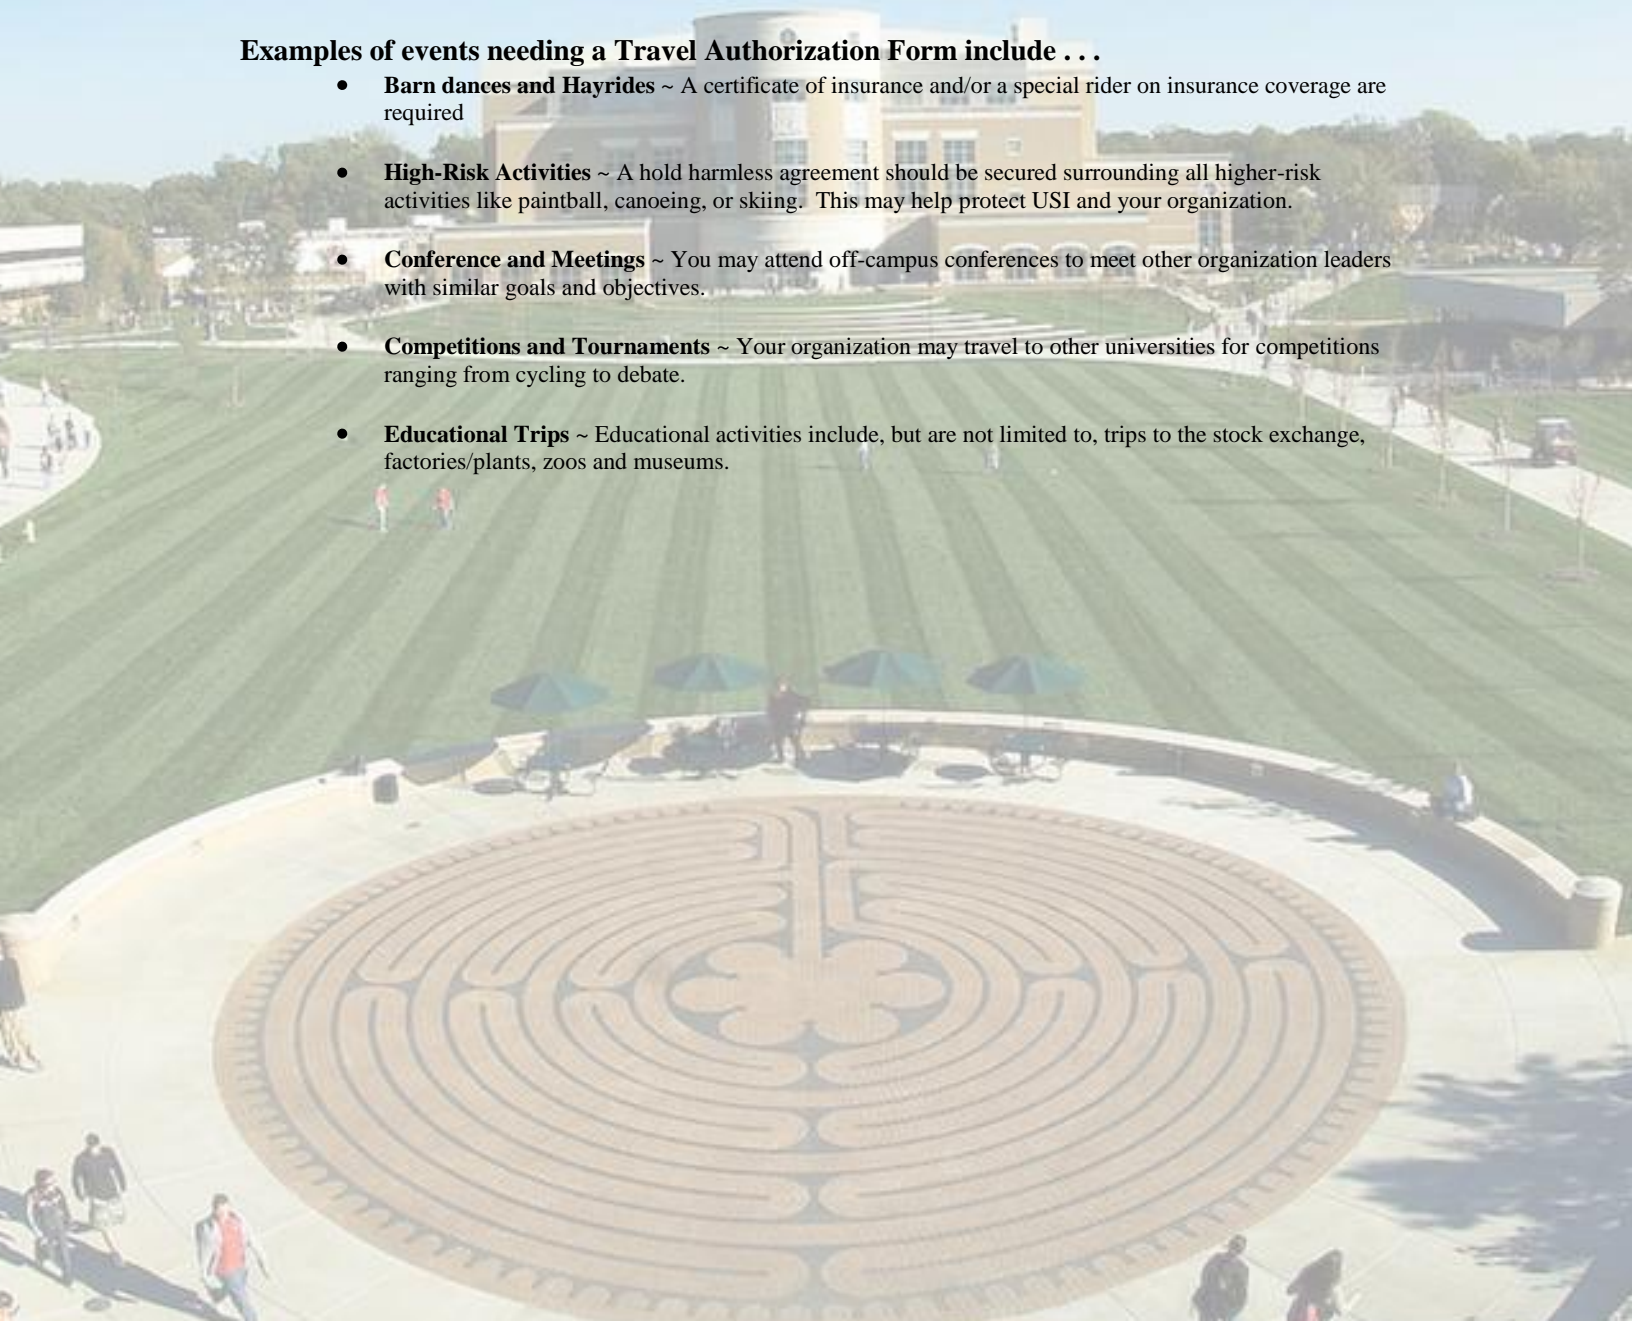 Examples of events needing a Travel Authorization Form include . . .
• Barn dances and Hayrides ~ A certificate of insurance and/or a special rider on insurance coverage are
required
• High-Risk Activities ~ A hold harmless agreement should be secured surrounding all higher-risk
activities like paintball, canoeing, or skiing.  This may help protect USI and your organization.
• Conference and Meetings ~ You may attend off-campus conferences to meet other organization leaders
with similar goals and objectives.
• Competitions and Tournaments ~ Your organization may travel to other universities for competitions
ranging from cycling to debate.
• Educational Trips ~ Educational activities include, but are not limited to, trips to the stock exchange,
factories/plants, zoos and museums.